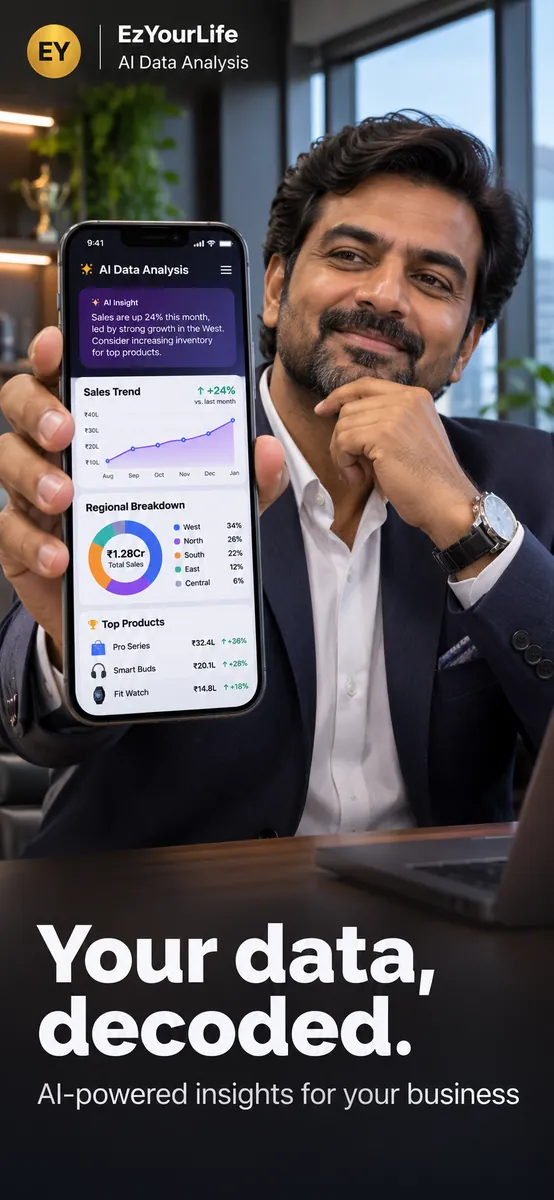 EY
EzYourLife
AI Data Analysis
9:41
AI Data Analysis
AI Insight
Sales are up 24% this month,
led by strong growth in the West.
Consider increasing inventory
for top products.
Sales Trend
↑ +24%
vs. last month
₹40L
₹30L
₹20L
₹10L
Aug Sep Oct Nov Dec Jan
Regional Breakdown
₹1.28Cr
Total Sales
West 34%
North 26%
South 22%
East 12%
Central 6%
Top Products
Pro Series ₹32.4L ↑ +36%
Smart Buds ₹20.1L ↑ +28%
Fit Watch ₹14.8L ↑ +18%
Your data,
decoded.
AI-powered insights for your business